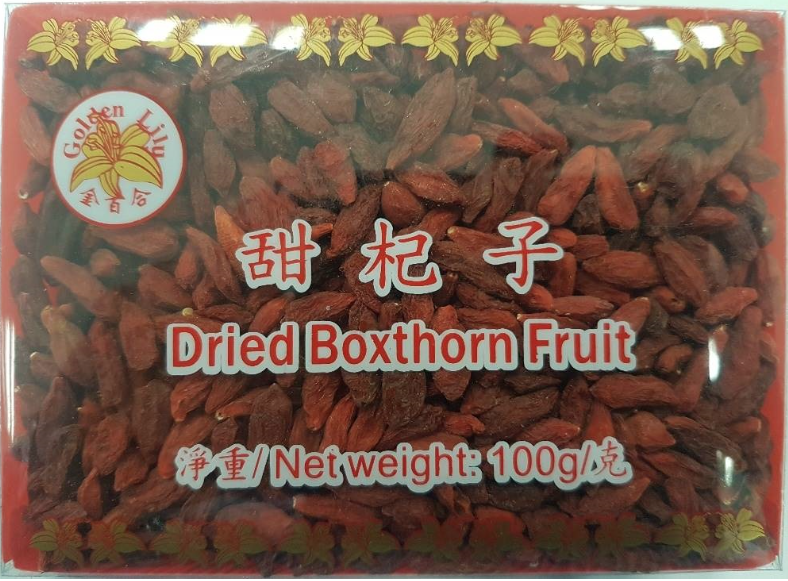 Golden Lily
金百合
甜杞子
Dried Boxthorn Fruit
淨重/Net weight: 100g/克